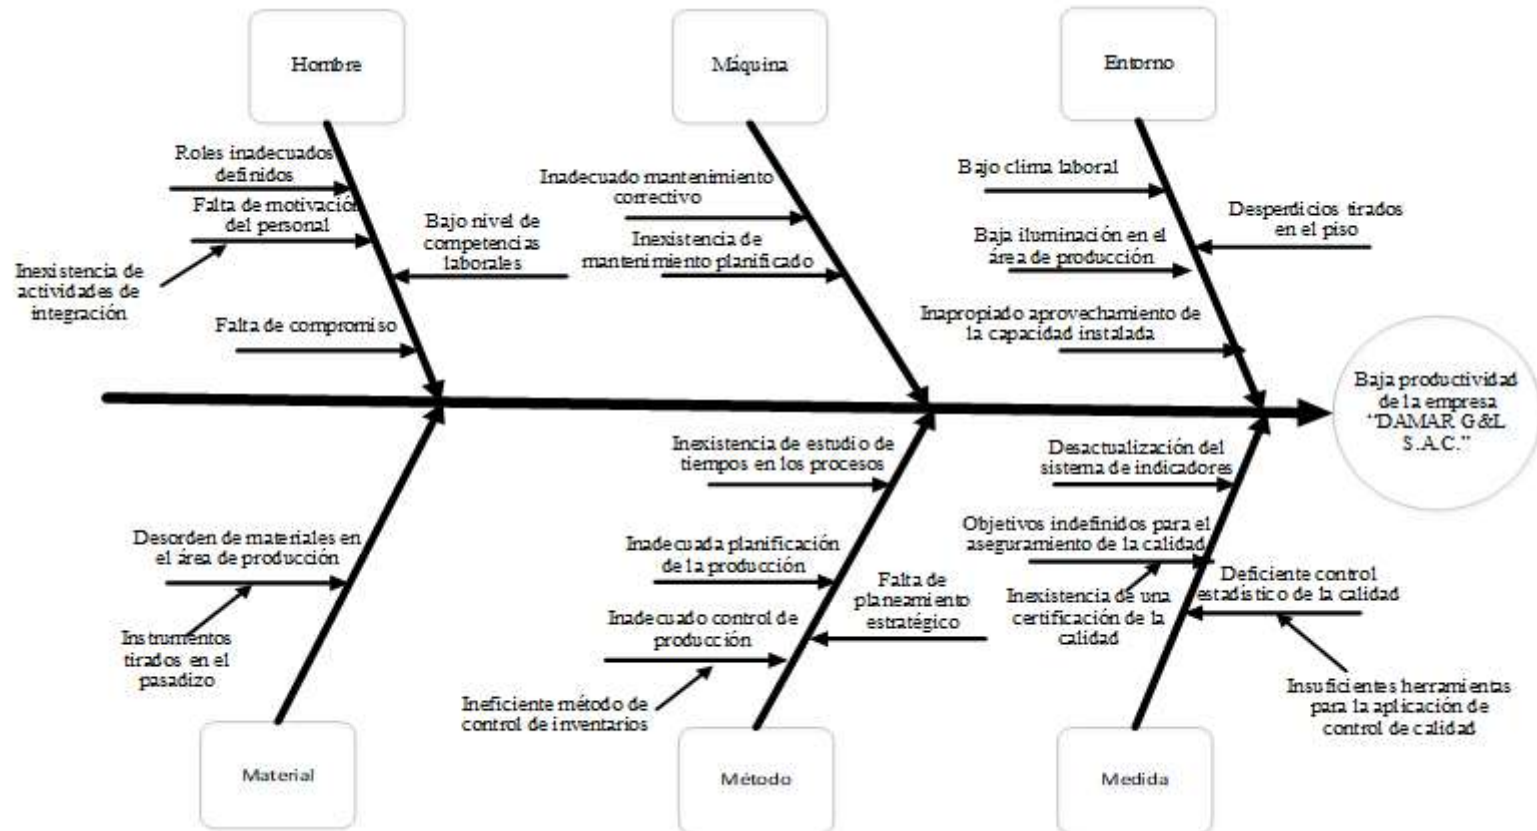 Hombre
Máquina
Entorno
Roles inadecuados
definidos
Falta de motivación
del personal
Inexistencia de
actividades de
integración
Bajo nivel de
competencias
laborales
Falta de compromiso
Inadecuado mantenimiento
correctivo
Inexistencia de
mantenimiento planificado
Bajo clima laboral
Desperdicios tirados
en el piso
Baja iluminación en el
área de producción
Inapropiado aprovechamiento de
la capacidad instalada
Baja productividad
de la empresa
"DAMAR G&L
S.A.C."
Desorden de materiales en
el área de producción
Instrumentos
tirados en el
pasadizo
Inexistencia de estudio de
tiempos en los procesos
Inadecuada planificación
de la producción
Inadecuado control de
producción
Falta de
planeamiento
estratégico
Ineficiente método de
control de inventarios
Desactualización del
sistema de indicadores
Objetivos indefinidos para el
aseguramiento de la calidad
Inexistencia de una
certificación de la
calidad
Deficiente control
estadístico de la calidad
Insuficientes herramientas
para la aplicación de
control de calidad
Material
Método
Medida